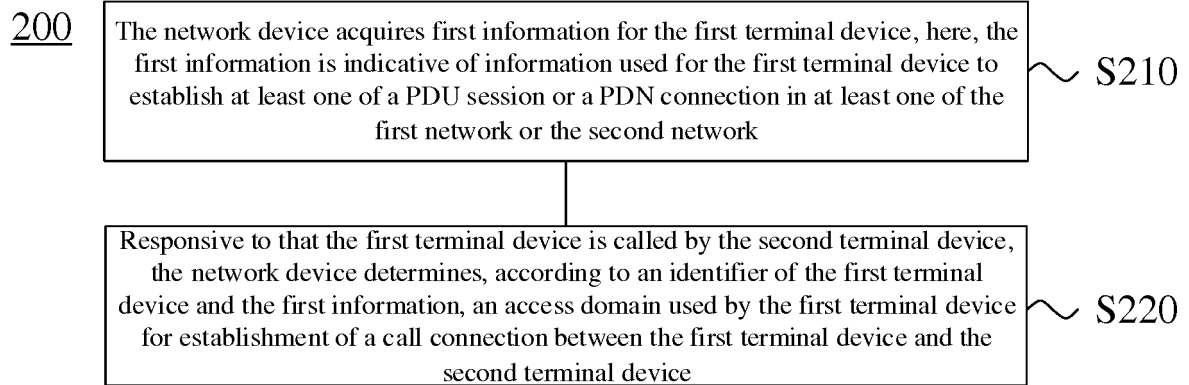 200
The network device acquires first information for the first terminal device, here, the
first information is indicative of information used for the first terminal device to
establish at least one of a PDU session or a PDN connection in at least one of the
first network or the second network
S210
Responsive to that the first terminal device is called by the second terminal device,
the network device determines, according to an identifier of the first terminal
device and the first information, an access domain used by the first terminal device
for establishment of a call connection between the first terminal device and the
second terminal device
S220